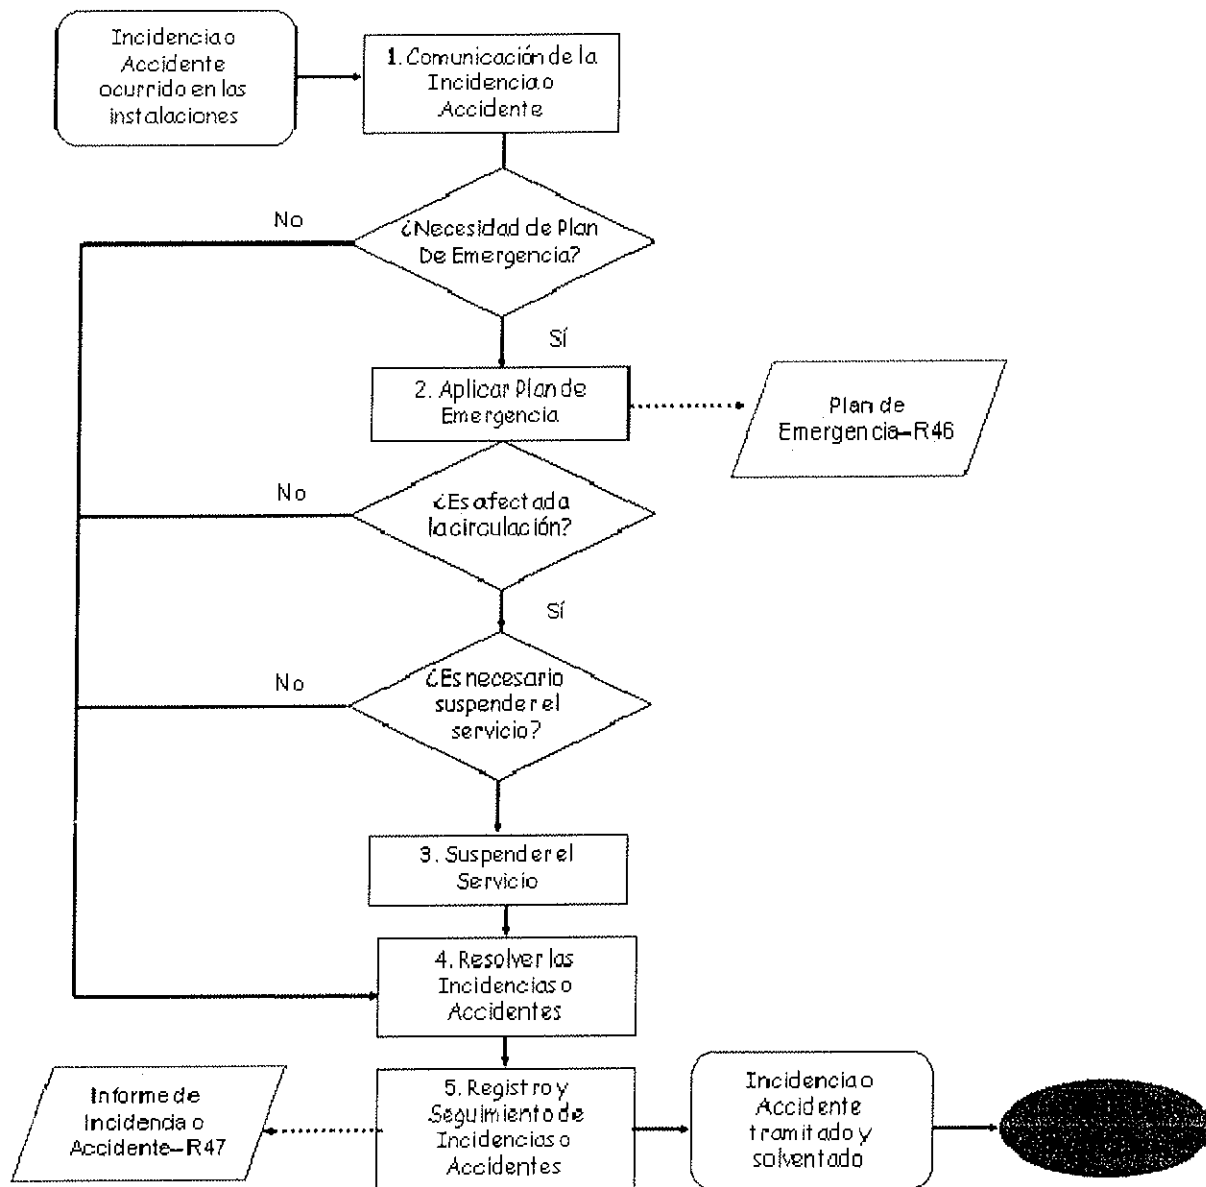 Incidencia o
Accidente
ocurrido en las
instalaciones
1. Comunicación de la
Incidencia o
Accidente
No
¿Necesidad de Plan
De Emergencia?
Sí
2. Aplicar Plan de
Emergencia
Plan de
Emergencia–R46
No
¿Es afectada
la circulación?
Sí
No
¿Es necesario
suspender el
servicio?
3. Suspender el
Servicio
4. Resolver las
Incidencias o
Accidentes
Informe de
Incidencia o
Accidente–R47
5. Registro y
Seguimiento de
Incidencias o
Accidentes
Incidencia o
Accidente
tramitado y
solventado